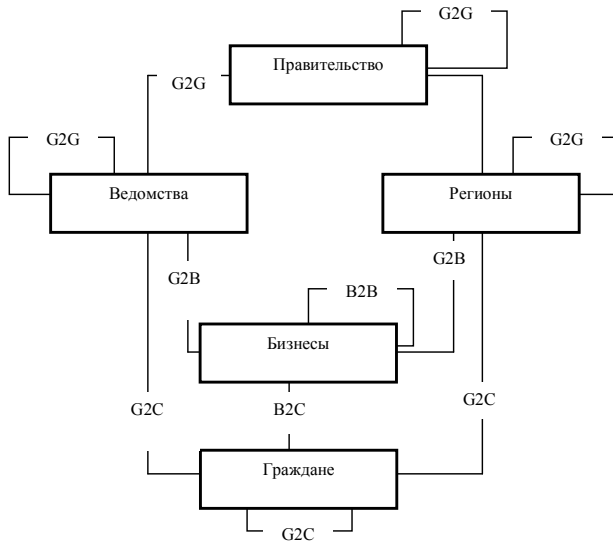 G2G
Правительство
G2G
G2G
G2G
Ведомства
Регионы
G2B
G2B
B2B
Бизнесы
G2C
B2C
G2C
Граждане
G2C